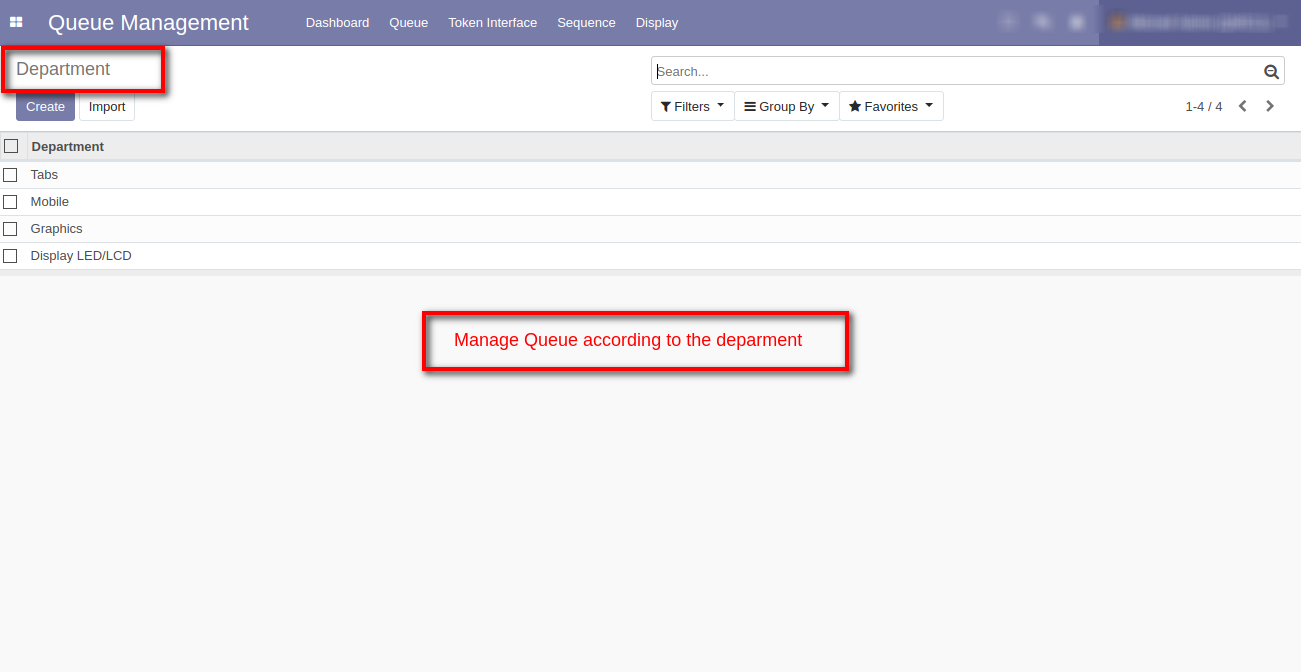 Queue Management Dashboard Queue Token Interface Sequence Display
Department
Search...
Create Import Filters Group By Favorites 1-4 / 4
Department
Tabs
Mobile
Graphics
Display LED/LCD
Manage Queue according to the deparment